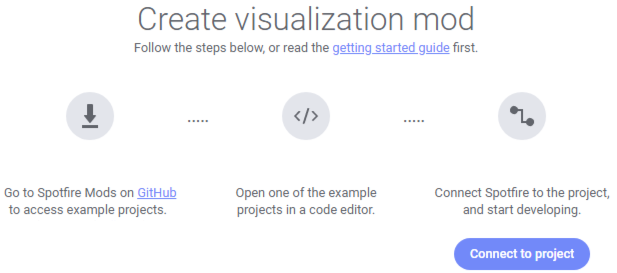 Create visualization mod
Follow the steps below, or read the getting started guide first.
.....
</>
.....
Go to Spotfire Mods on GitHub
to access example projects.
Open one of the example
projects in a code editor.
Connect Spotfire to the project,
and start developing.
Connect to project